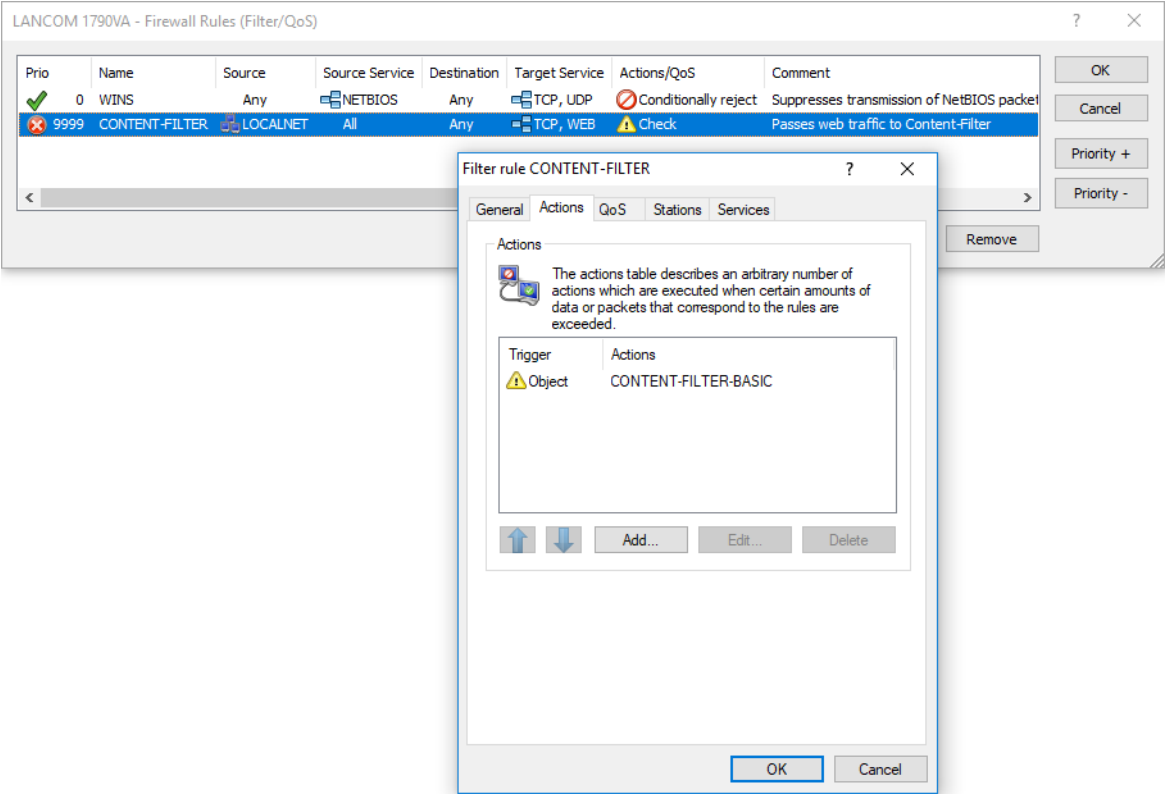 LANCOM 1790VA - Firewall Rules (Filter/QoS) ?
Prio Name Source Source Service Destination Target Service Actions/QoS Comment
0 WINS Any NETBIOS Any TCP, UDP Conditionally reject Suppresses transmission of NetBIOS packet
9999 CONTENT-FILTER LOCALNET All Any TCP, WEB Check Passes web traffic to Content-Filter
OK
Cancel
Priority +
Priority -
Remove
Filter rule CONTENT-FILTER ?
General Actions QoS Stations Services
Actions
The actions table describes an arbitrary number of
actions which are executed when certain amounts of
data or packets that correspond to the rules are
exceeded.
Trigger Actions
Object CONTENT-FILTER-BASIC
Add... Edit... Delete
OK Cancel